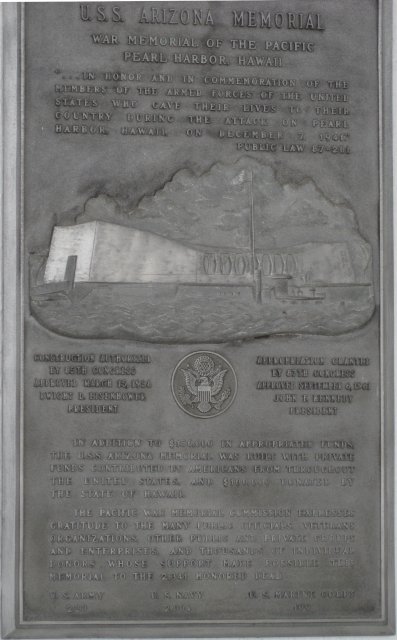 U.S.S. ARIZONA MEMORIAL
WAR MEMORIAL OF THE PACIFIC
PEARL HARBOR, HAWAII
"...IN HONOR AND IN COMMEMORATION OF THE
MEMBERS OF THE ARMED FORCES OF THE UNITED
STATES WHO GAVE THEIR LIVES TO THEIR
COUNTRY DURING THE ATTACK ON PEARL
HARBOR, HAWAII, ON DECEMBER 7, 1941"
PUBLIC LAW 87-201
CONSTRUCTION AUTHORIZED
BY 85TH CONGRESS
APPROVED MARCH 15, 1958
DWIGHT D. EISENHOWER
PRESIDENT
APPROPRIATION GRANTED
BY 87TH CONGRESS
APPROVED SEPTEMBER 6, 1961
JOHN F. KENNEDY
PRESIDENT
IN ADDITION TO IN APPROPRIATED FUNDS,
THE U.S.S. ARIZONA MEMORIAL WAS BUILT WITH PRIVATE
FUNDS CONTRIBUTED BY AMERICANS FROM THROUGHOUT
THE UNITED STATES, AND DONATED BY
THE STATE OF HAWAII.
THE PACIFIC WAR MEMORIAL COMMISSION EXPRESSES
GRATITUDE TO THE MANY PUBLIC OFFICIALS, VETERANS
ORGANIZATIONS, OTHER PUBLIC AND PRIVATE GROUPS
AND ENTERPRISES, AND THOUSANDS OF INDIVIDUAL
DONORS WHOSE SUPPORT MADE POSSIBLE THIS
MEMORIAL TO THE HONORED DEAD.
U.S. ARMY U.S. NAVY U.S. MARINE CORPS